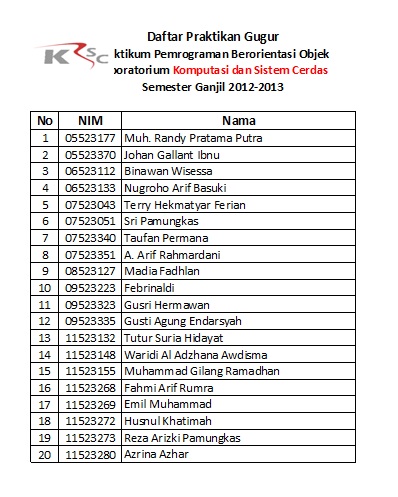 Daftar Praktikan Gugur
ktikum Pemrograman Berorientasi Objek
KRSC
oratorium Komputasi dan Sistem Cerdas
Semester Ganjil 2012-2013
No NIM Nama
1 05523177 Muh. Randy Pratama Putra
2 05523370 Johan Gallant Ibnu
3 06523112 Binawan Wisessa
4 06523133 Nugroho Arif Basuki
5 07523043 Terry Hekmatyar Ferian
6 07523051 Sri Pamungkas
7 07523340 Taufan Permana
8 07523351 A. Arif Rahmardani
9 08523127 Madia Fadhlan
10 09523223 Febrinaldi
11 09523323 Gusri Hermawan
12 09523335 Gusti Agung Endarsyah
13 11523132 Tutur Suria Hidayat
14 11523148 Waridi Al Adzhana Awdisma
15 11523155 Muhammad Gilang Ramadhan
16 11523268 Fahmi Arif Rumra
17 11523269 Emil Muhammad
18 11523272 Husnul Khatimah
19 11523273 Reza Arizki Pamungkas
20 11523280 Azrina Azhar